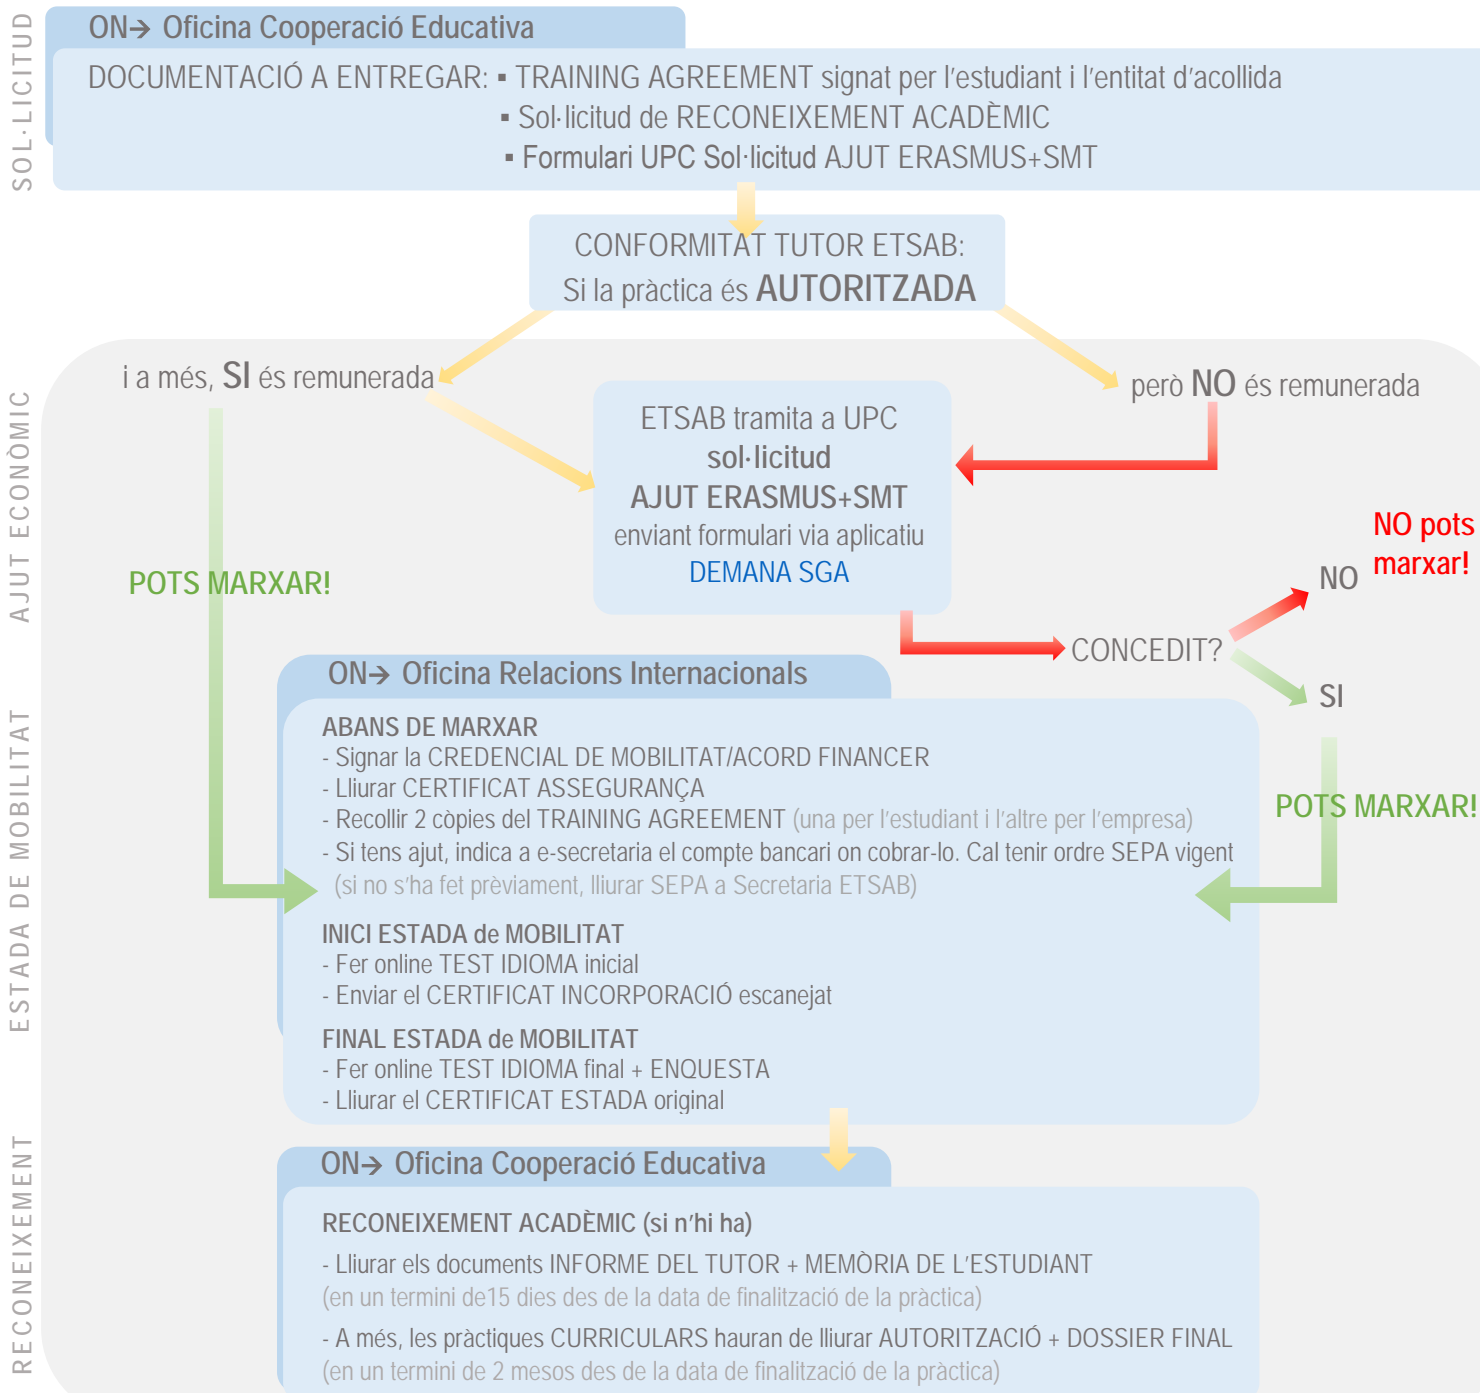 SOL·LICITUD
ON→ Oficina Cooperació Educativa
DOCUMENTACIÓ A ENTREGAR: ▪ TRAINING AGREEMENT signat per l'estudiant i l'entitat d'acollida
▪ Sol·licitud de RECONEIXEMENT ACADÈMIC
▪ Formulari UPC Sol·licitud AJUT ERASMUS+SMT
CONFORMITAT TUTOR ETSAB:
Si la pràctica és AUTORITZADA
AJUT ECONÒMIC
i a més, SI és remunerada
però NO és remunerada
ETSAB tramita a UPC
sol·licitud
AJUT ERASMUS+SMT
enviant formulari via aplicatiu
DEMANA SGA
POTS MARXAR!
CONCEDIT?
NO
NO pots
marxar!
SI
POTS MARXAR!
ESTADA DE MOBILITAT
ON→ Oficina Relacions Internacionals
ABANS DE MARXAR
- Signar la CREDENCIAL DE MOBILITAT/ACORD FINANCER
- Lliurar CERTIFICAT ASSEGURANÇA
- Recollir 2 còpies del TRAINING AGREEMENT (una per l'estudiant i l'altre per l'empresa)
- Si tens ajut, indica a e-secretaria el compte bancari on cobrar-lo. Cal tenir ordre SEPA vigent
(si no s'ha fet prèviament, lliurar SEPA a Secretaria ETSAB)
INICI ESTADA de MOBILITAT
- Fer online TEST IDIOMA inicial
- Enviar el CERTIFICAT INCORPORACIÓ escanejat
FINAL ESTADA de MOBILITAT
- Fer online TEST IDIOMA final + ENQUESTA
- Lliurar el CERTIFICAT ESTADA original
RECONEIXEMENT
ON→ Oficina Cooperació Educativa
RECONEIXEMENT ACADÈMIC (si n'hi ha)
- Lliurar els documents INFORME DEL TUTOR + MEMÒRIA DE L'ESTUDIANT
(en un termini de15 dies des de la data de finalització de la pràctica)
- A més, les pràctiques CURRICULARS hauran de lliurar AUTORITZACIÓ + DOSSIER FINAL
(en un termini de 2 mesos des de la data de finalització de la pràctica)